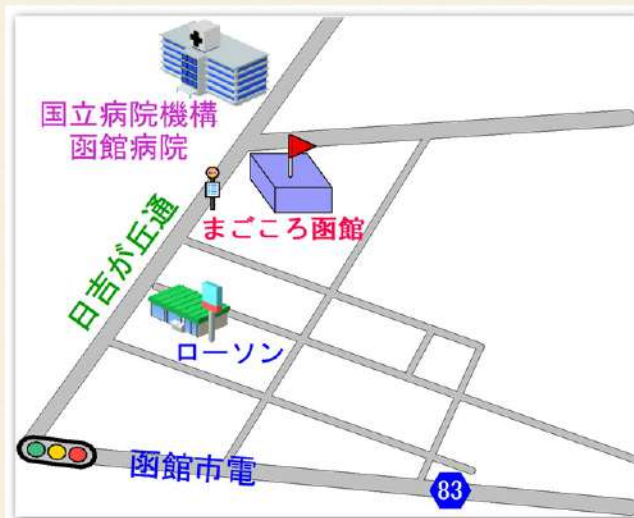 国立病院機構
函館病院
まごころ函館
日吉が丘通
ローソン
函館市電
83